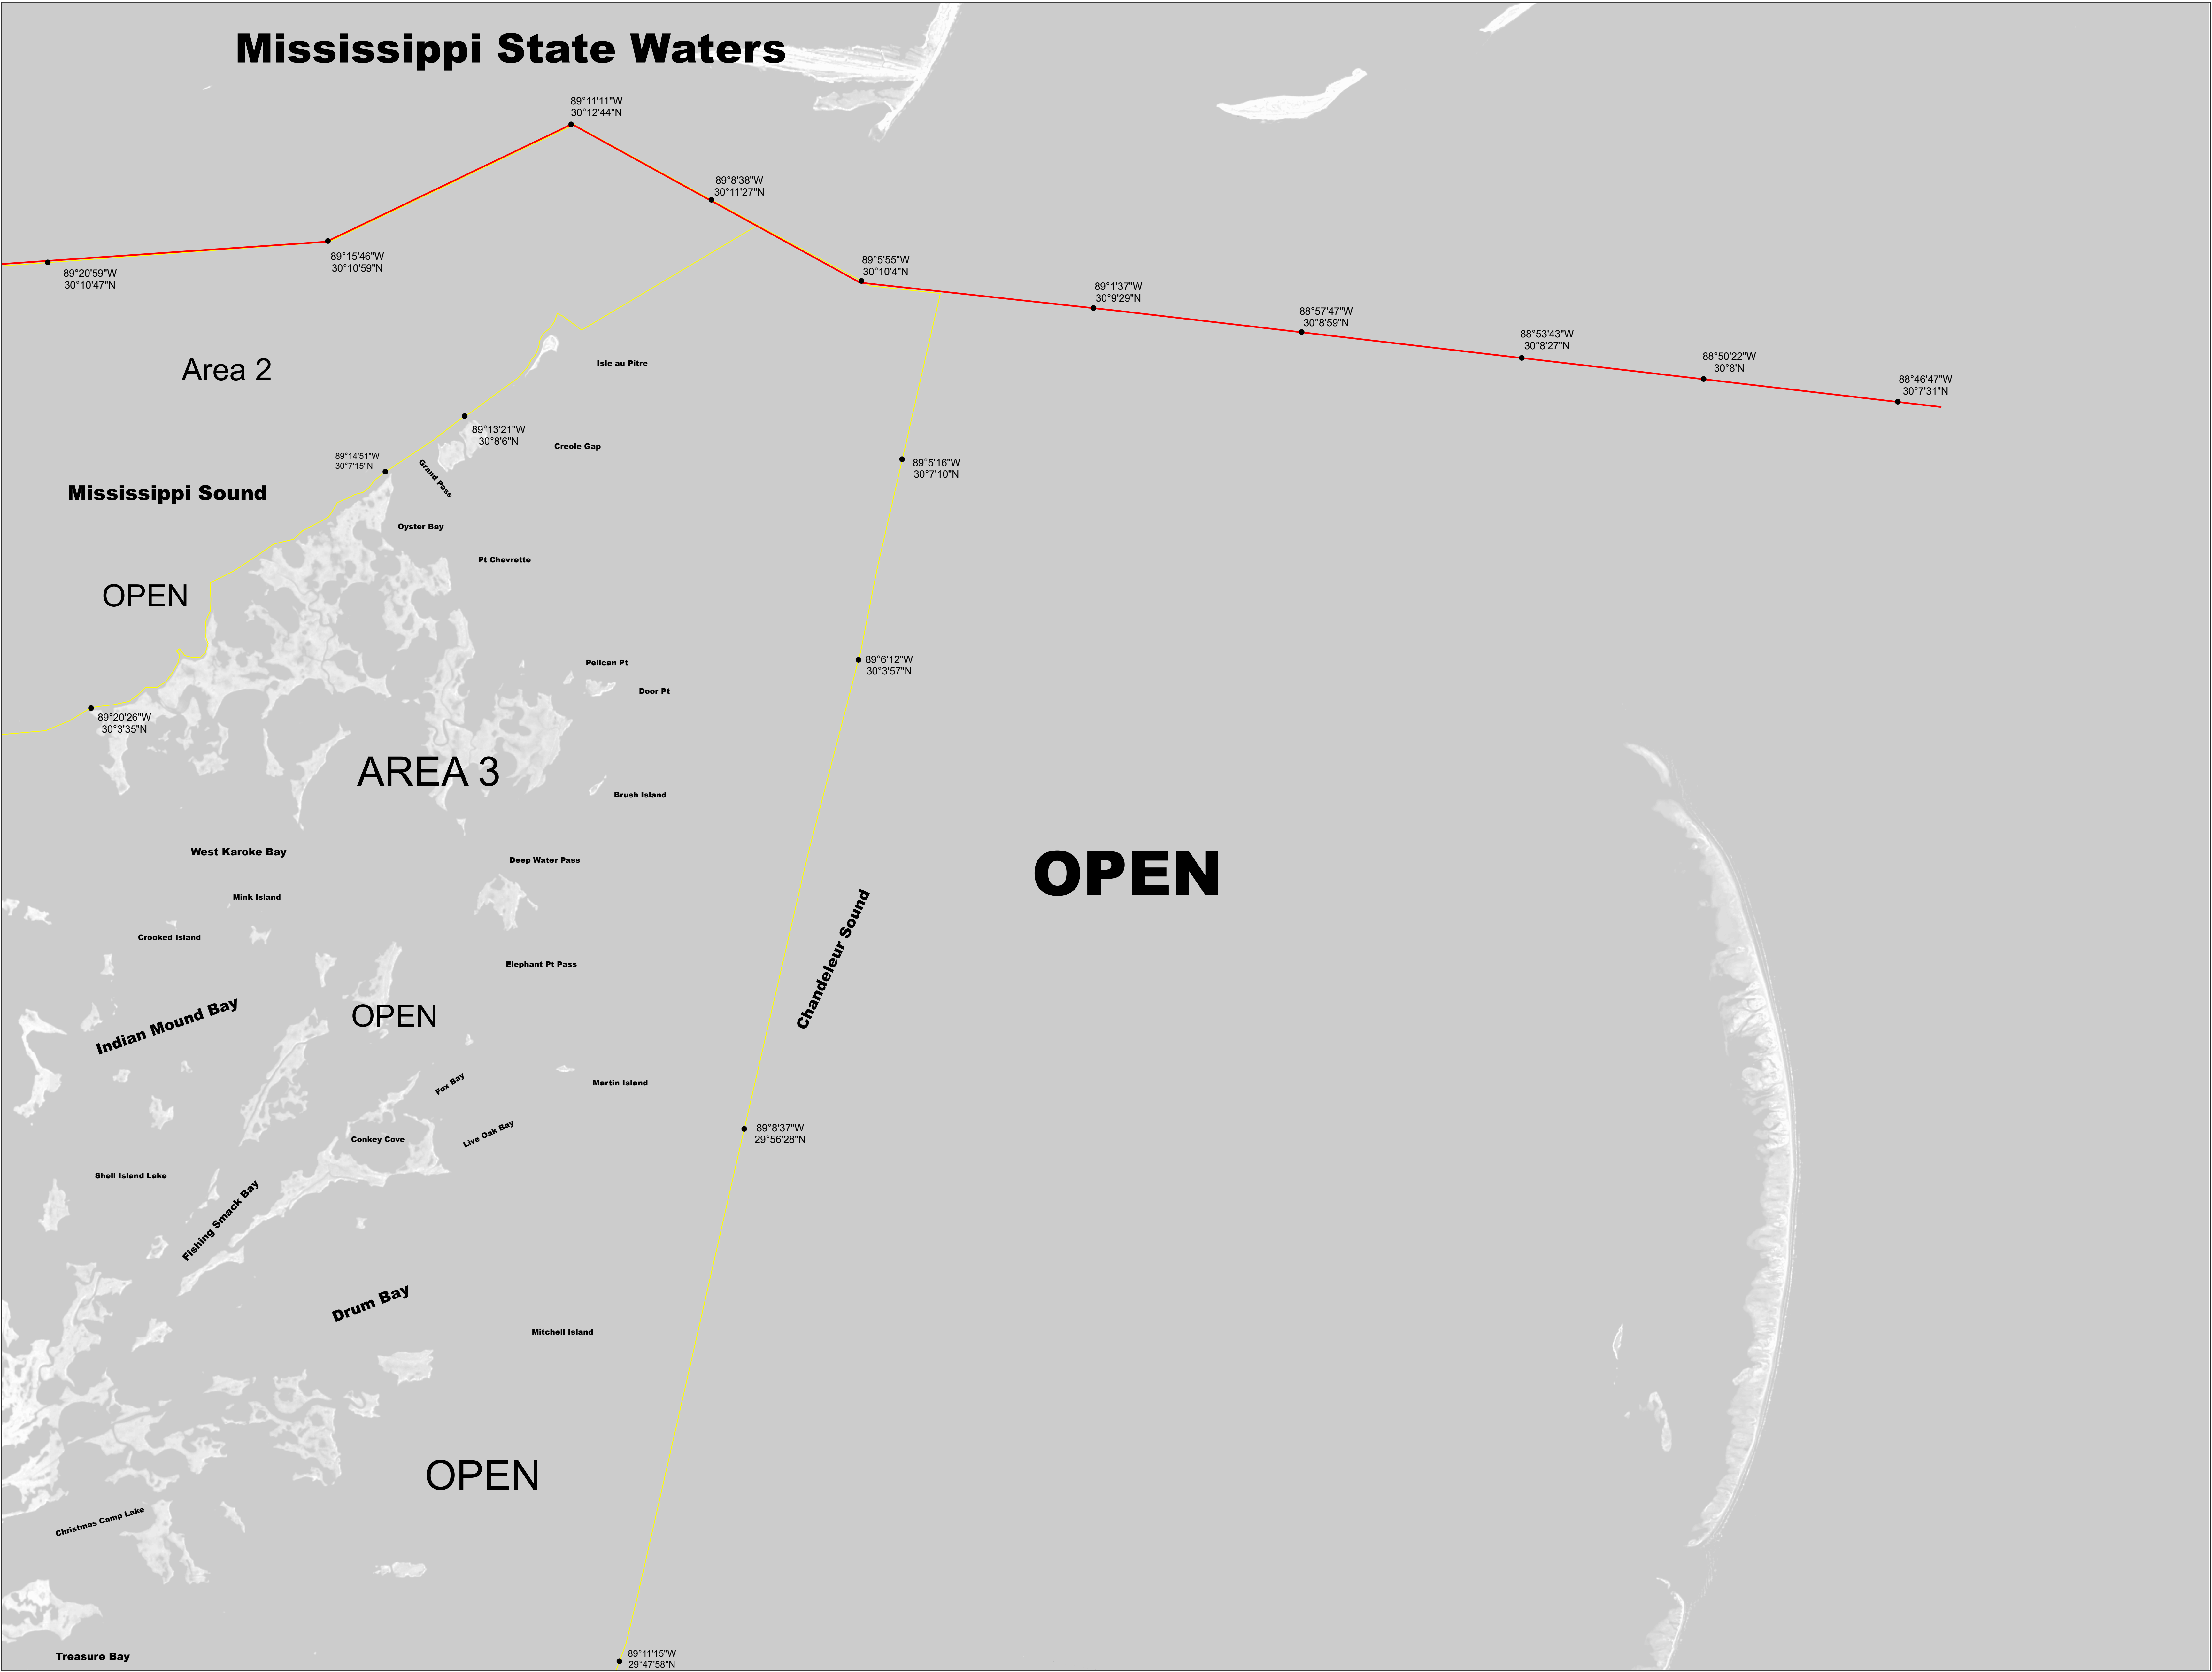 Mississippi State Waters
89°11'11"W
30°12'44"N
89°8'38"W
30°11'27"N
89°15'46"W
30°10'59"N
89°20'59"W
30°10'47"N
89°5'55"W
30°10'4"N
89°1'37"W
30°9'29"N
88°57'47"W
30°8'59"N
88°53'43"W
30°8'27"N
88°50'22"W
30°8'N
88°46'47"W
30°7'31"N
Area 2
Isle au Pitre
89°13'21"W
30°8'6"N
Creole Gap
89°14'51"W
30°7'15"N
Grand Pass
89°5'16"W
30°7'10"N
Mississippi Sound
Oyster Bay
Pt Chevrette
OPEN
Pelican Pt
89°6'12"W
30°3'57"N
Door Pt
89°20'26"W
30°3'35"N
AREA 3
Brush Island
West Karoke Bay
Deep Water Pass
OPEN
Mink Island
Crooked Island
Chandeleur Sound
Elephant Pt Pass
Indian Mound Bay
OPEN
Fox Bay
Martin Island
Live Oak Bay
Conkey Cove
89°8'37"W
29°56'28"N
Shell Island Lake
Fishing Smack Bay
Drum Bay
Mitchell Island
OPEN
Christmas Camp Lake
Treasure Bay
89°11'15"W
29°47'58"N